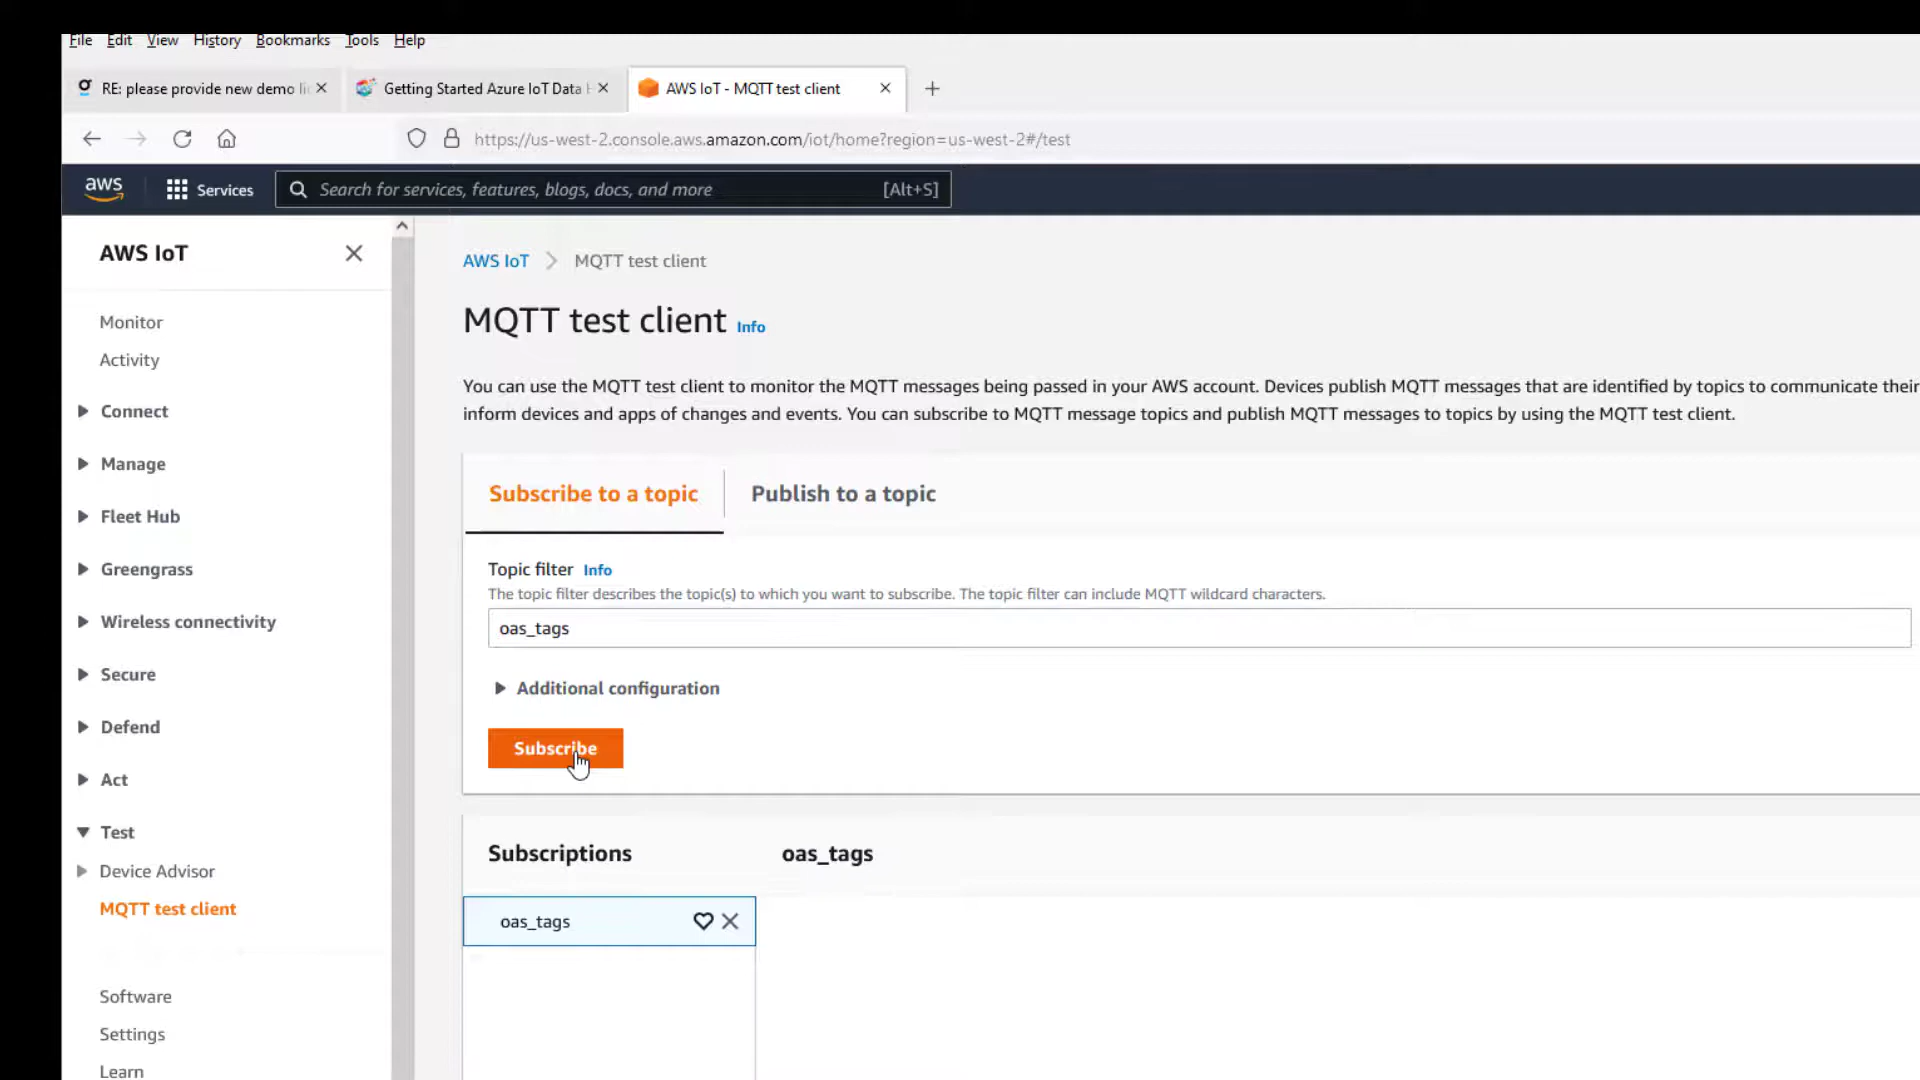 File Edit View History Bookmarks Tools Help
RE: please provide new demo li
Getting Started Azure IoT Data
AWS IoT - MQTT test client
https://us-west-2.console.aws.amazon.com/iot/home?region=us-west-2#/test
aws
Services
Search for services, features, blogs, docs, and more
[Alt+S]
AWS IoT
Monitor
Activity
Connect
Manage
Fleet Hub
Greengrass
Wireless connectivity
Secure
Defend
Act
Test
Device Advisor
MQTT test client
Software
Settings
Learn
AWS IoT > MQTT test client
MQTT test client Info
You can use the MQTT test client to monitor the MQTT messages being passed in your AWS account. Devices publish MQTT messages that are identified by topics to communicate their
inform devices and apps of changes and events. You can subscribe to MQTT message topics and publish MQTT messages to topics by using the MQTT test client.
Subscribe to a topic
Publish to a topic
Topic filter Info
The topic filter describes the topic(s) to which you want to subscribe. The topic filter can include MQTT wildcard characters.
oas_tags
Additional configuration
Subscribe
Subscriptions
oas_tags
oas_tags